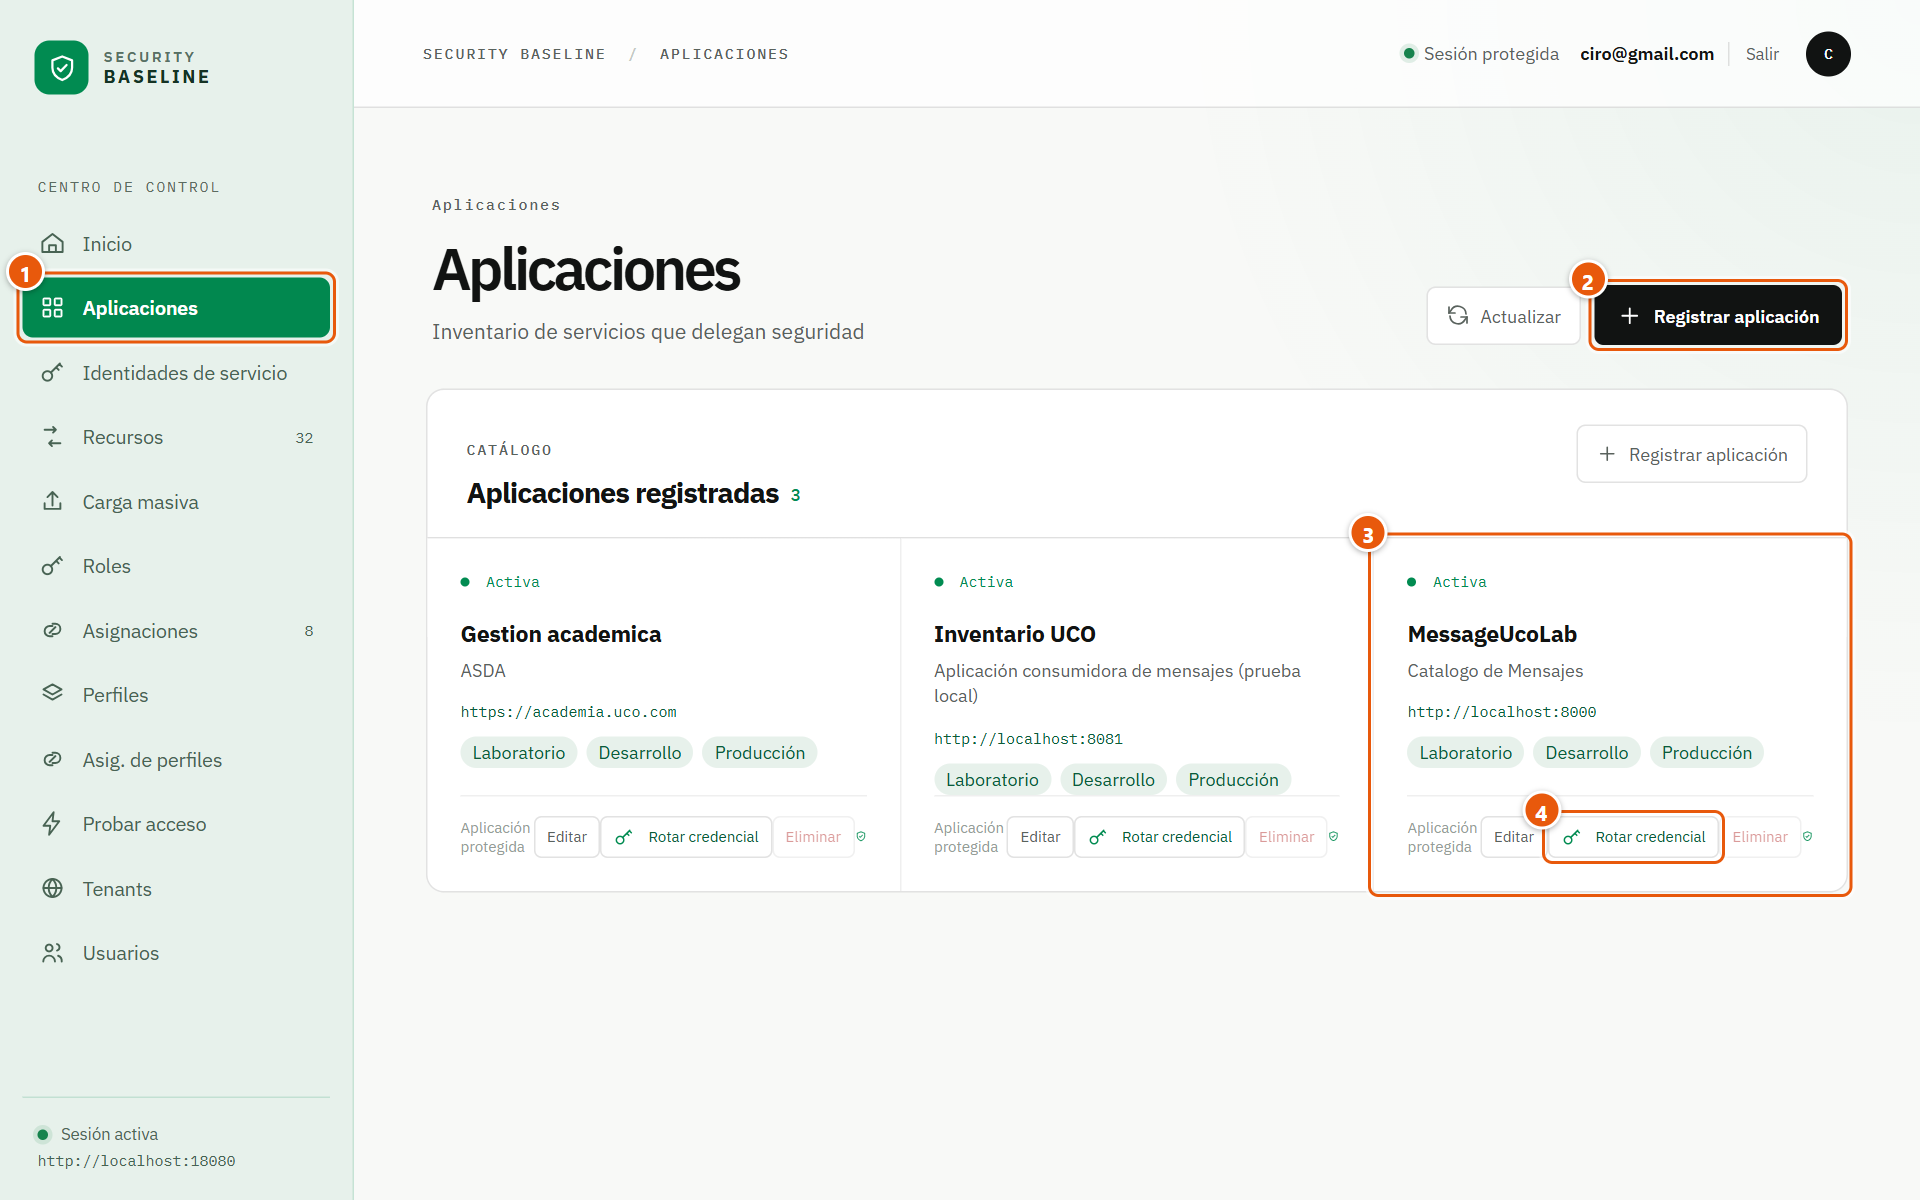 SECURITY
BASELINE
CENTRO DE CONTROL
Inicio
1
Aplicaciones
Identidades de servicio
Recursos 32
Carga masiva
Roles
Asignaciones 8
Perfiles
Asig. de perfiles
Probar acceso
Tenants
Usuarios
Sesión activa
http://localhost:18080
SECURITY BASELINE / APLICACIONES
Sesión protegida ciro@gmail.com Salir C
Aplicaciones
Aplicaciones
Inventario de servicios que delegan seguridad
Actualizar
2
Registrar aplicación
CATÁLOGO
Aplicaciones registradas 3
Registrar aplicación
Activa
Gestion academica
ASDA
https://academia.uco.com
Laboratorio Desarrollo Producción
Aplicación
protegida
Editar Rotar credencial Eliminar
Activa
Inventario UCO
Aplicación consumidora de mensajes (prueba
local)
http://localhost:8081
Laboratorio Desarrollo Producción
Aplicación
protegida
Editar Rotar credencial Eliminar
3
Activa
MessageUcoLab
Catalogo de Mensajes
http://localhost:8000
Laboratorio Desarrollo Producción
Aplicación
protegida
4
Editar Rotar credencial Eliminar